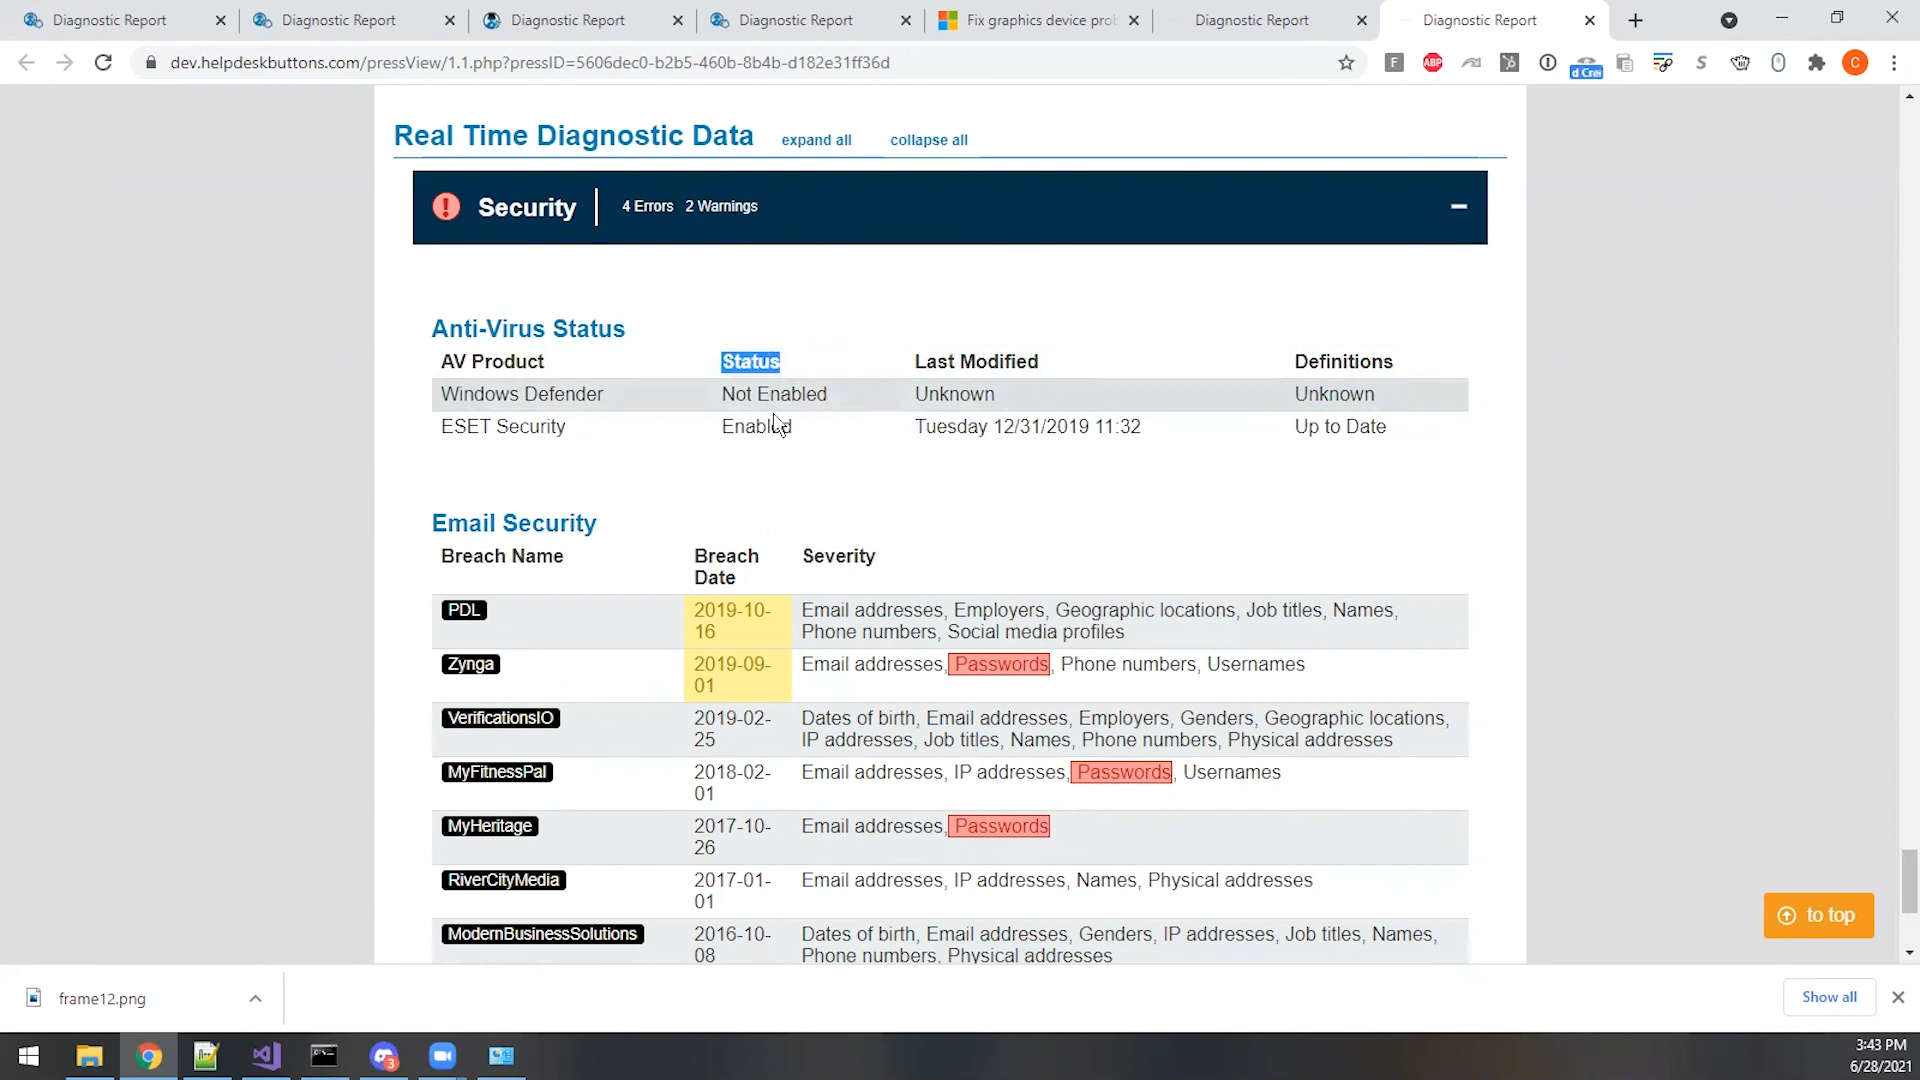 Diagnostic Report
Diagnostic Report
Diagnostic Report
Diagnostic Report
Fix graphics device prob
Diagnostic Report
Diagnostic Report
dev.helpdeskbuttons.com/pressView/1.1.php?pressID=5606dec0-b2b5-460b-8b4b-d182e31ff36d
F
ABP
d Crei
S
C
Real Time Diagnostic Data expand all collapse all
! Security 4 Errors 2 Warnings
Anti-Virus Status
AV Product Status Last Modified Definitions
Windows Defender Not Enabled Unknown Unknown
ESET Security Enabled Tuesday 12/31/2019 11:32 Up to Date
Email Security
Breach Name Breach Severity
Date
PDL 2019-10- Email addresses, Employers, Geographic locations, Job titles, Names,
16 Phone numbers, Social media profiles
Zynga 2019-09- Email addresses, Passwords, Phone numbers, Usernames
01
VerificationsIO 2019-02- Dates of birth, Email addresses, Employers, Genders, Geographic locations,
25 IP addresses, Job titles, Names, Phone numbers, Physical addresses
MyFitnessPal 2018-02- Email addresses, IP addresses, Passwords, Usernames
01
MyHeritage 2017-10- Email addresses, Passwords
26
RiverCityMedia 2017-01- Email addresses, IP addresses, Names, Physical addresses
01
ModernBusinessSolutions 2016-10- Dates of birth, Email addresses, Genders, IP addresses, Job titles, Names,
08 Phone numbers, Physical addresses
to top
frame12.png
Show all
3
3:43 PM
6/28/2021